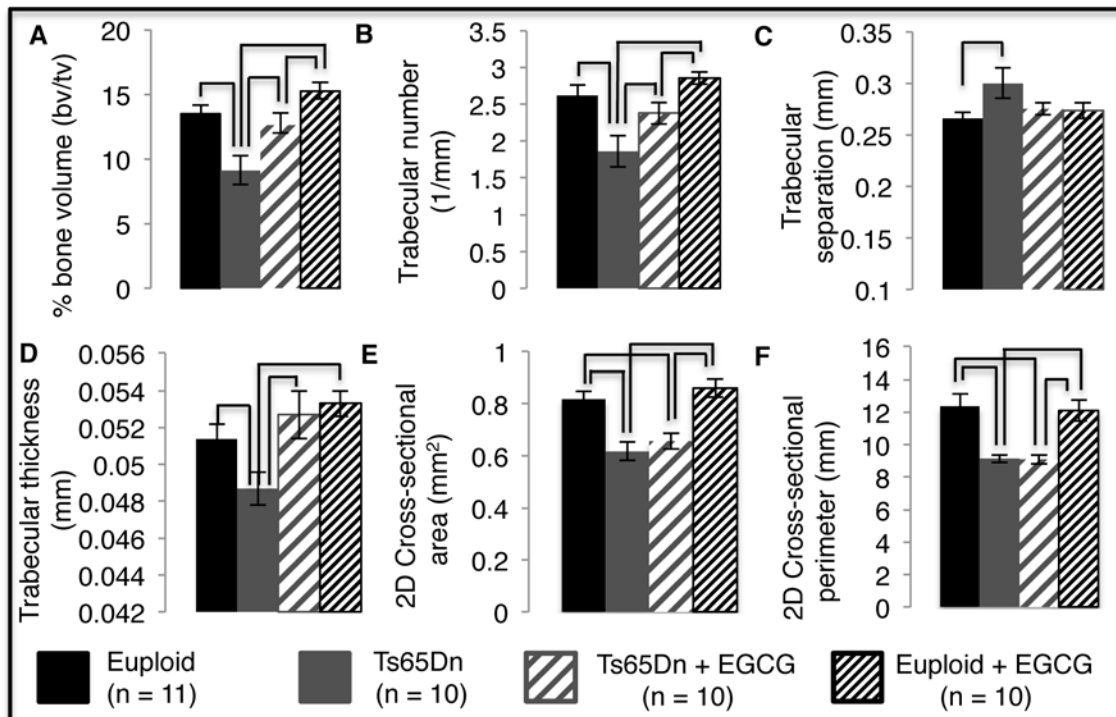 A
% bone volume (bv/tv)
20
15
10
5
0
B
Trabecular number
(1/mm)
3.5
3
2.5
2
1.5
1
0.5
0
C
Trabecular
separation (mm)
0.35
0.3
0.25
0.2
0.15
0.1
D
Trabecular thickness
(mm)
0.056
0.054
0.052
0.05
0.048
0.046
0.044
0.042
E
2D Cross-sectional
area (mm²)
1
0.8
0.6
0.4
0.2
0
F
2D Cross-sectional
perimeter (mm)
16
14
12
10
8
6
4
2
0
Euploid
(n = 11)
Ts65Dn
(n = 10)
Ts65Dn + EGCG
(n = 10)
Euploid + EGCG
(n = 10)